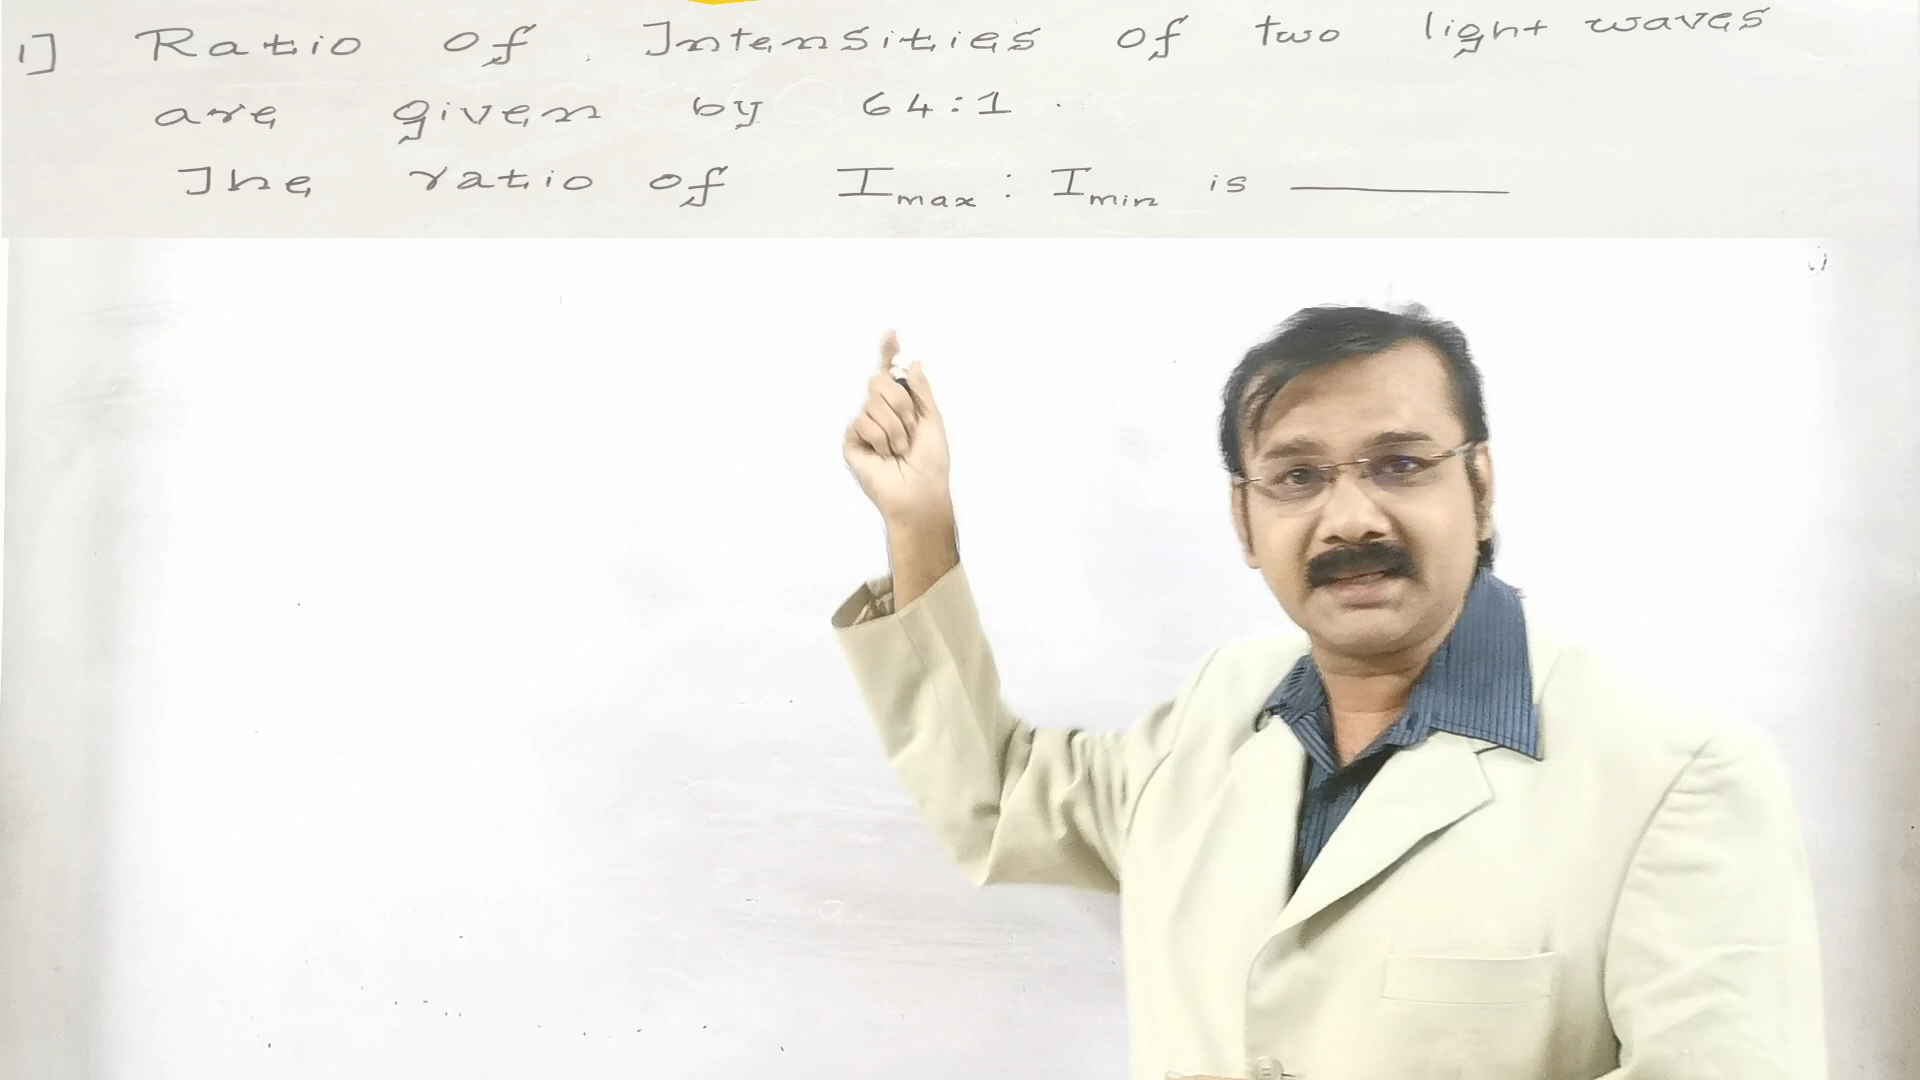 1] Ratio of Intensities of two light waves
are given by 64:1.
The ratio of Imax : Imin is ______